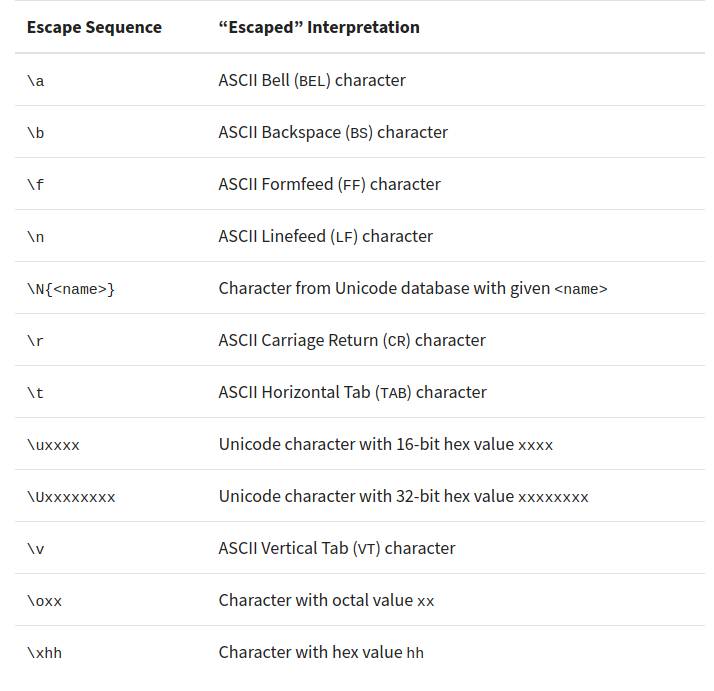 Escape Sequence “Escaped” Interpretation
\a ASCII Bell (BEL) character
\b ASCII Backspace (BS) character
\f ASCII Formfeed (FF) character
\n ASCII Linefeed (LF) character
\N{<name>} Character from Unicode database with given <name>
\r ASCII Carriage Return (CR) character
\t ASCII Horizontal Tab (TAB) character
\uxxxx Unicode character with 16-bit hex value xxxx
\Uxxxxxxxx Unicode character with 32-bit hex value xxxxxxxx
\v ASCII Vertical Tab (VT) character
\oxx Character with octal value xx
\xhh Character with hex value hh